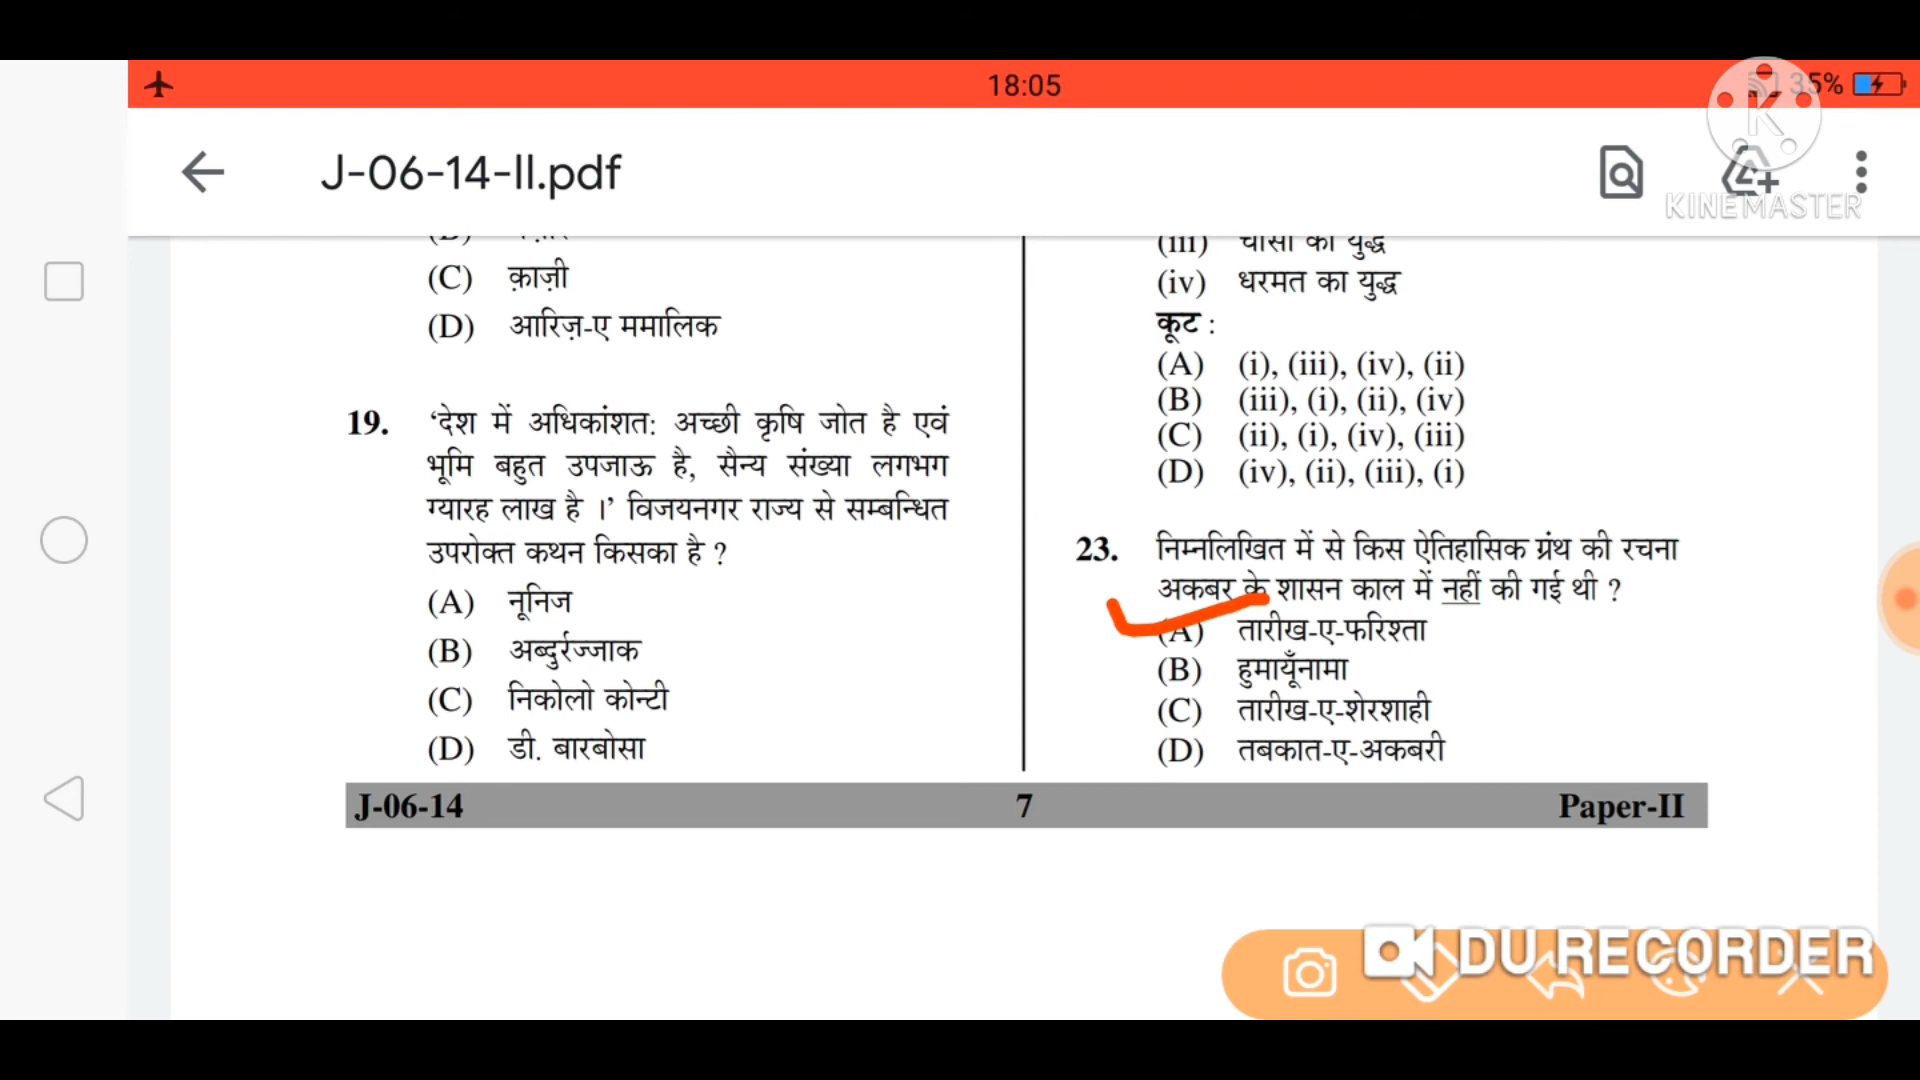 18:05
35%
J-06-14-II.pdf
KINEMASTER
(C) क़ाज़ी
(D) आरिज़-ए ममालिक
19. ‘देश में अधिकांशत: अच्छी कृषि जोत है एवं
भूमि बहुत उपजाऊ है, सैन्य संख्या लगभग
ग्यारह लाख है ।’ विजयनगर राज्य से सम्बन्धित
उपरोक्त कथन किसका है ?
(A) नूनिज
(B) अब्दुर्रज्जाक
(C) निकोलो कोन्टी
(D) डी. बारबोसा
(iii) चौसा का युद्ध
(iv) धरमत का युद्ध
कूट :
(A) (i), (iii), (iv), (ii)
(B) (iii), (i), (ii), (iv)
(C) (ii), (i), (iv), (iii)
(D) (iv), (ii), (iii), (i)
23. निम्नलिखित में से किस ऐतिहासिक ग्रंथ की रचना
अकबर के शासन काल में नहीं की गई थी ?
(A) तारीख-ए-फरिश्ता
(B) हुमायूँनामा
(C) तारीख-ए-शेरशाही
(D) तबकात-ए-अकबरी
J-06-14 7 Paper-II
DU RECORDER